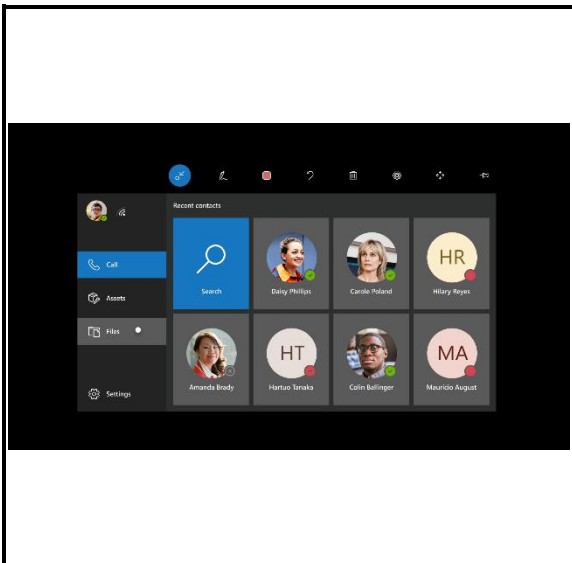 Recent contacts
Call
Assets
Files
Settings
Search
Daisy Phillips
Carole Poland
HR
Hilary Reyes
Amanda Brady
HT
Hartuo Tanaka
Colin Ballinger
MA
Mauricio August